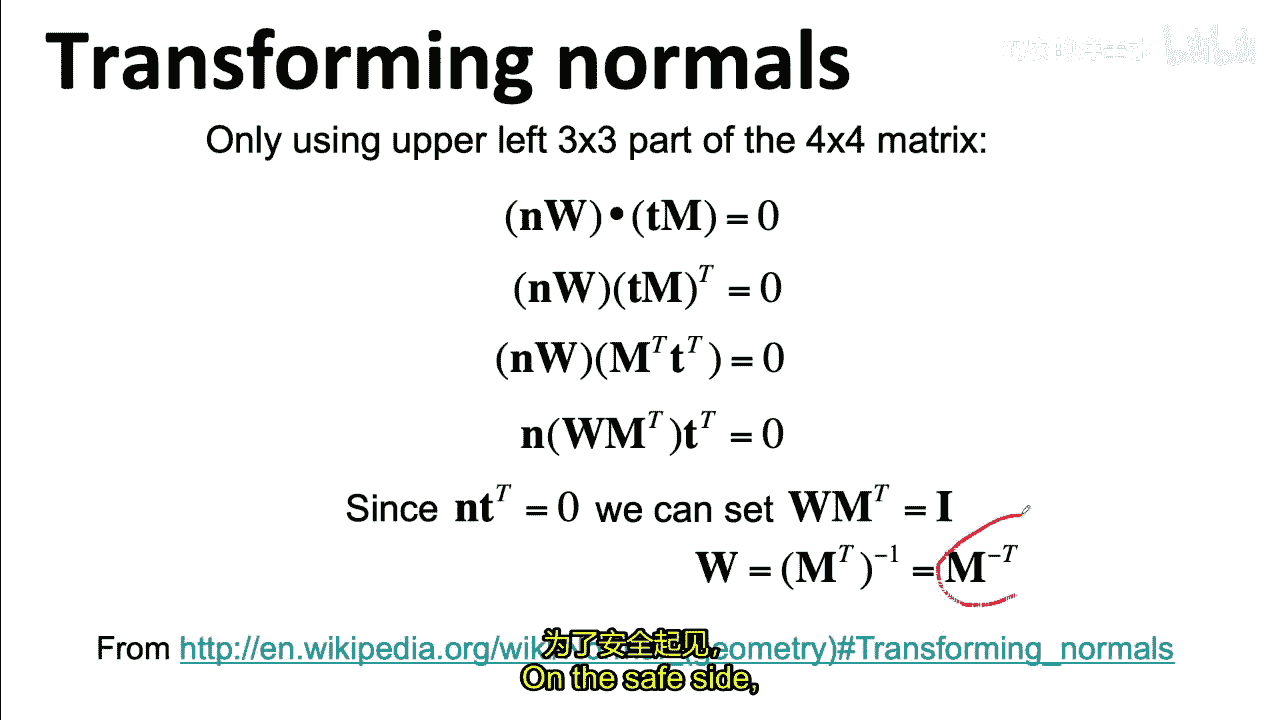 Transforming normals
bilibili
Only using upper left 3x3 part of the 4x4 matrix:
(nW)•(tM) = 0
(nW)(tM)^T = 0
(nW)(M^T t^T) = 0
n(WM^T)t^T = 0
Since nt^T = 0 we can set WM^T = I
W = (M^T)^-1 = M^-T
From http://en.wikipedia.org/wik geometry)#Transforming_normals
为了安全起见,
On the safe side,